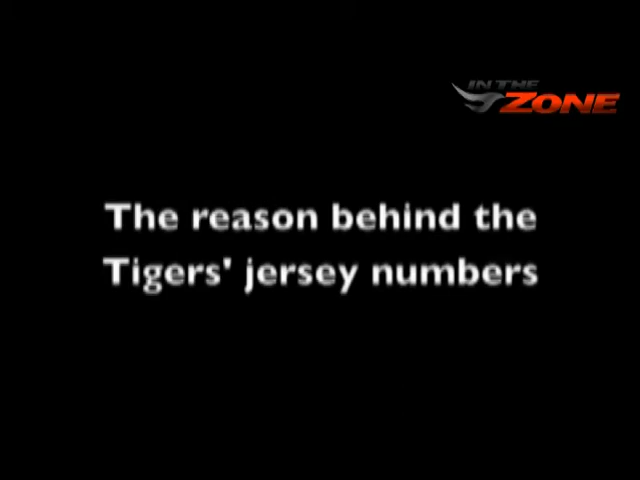 IN THE
ZONE
The reason behind the
Tigers' jersey numbers